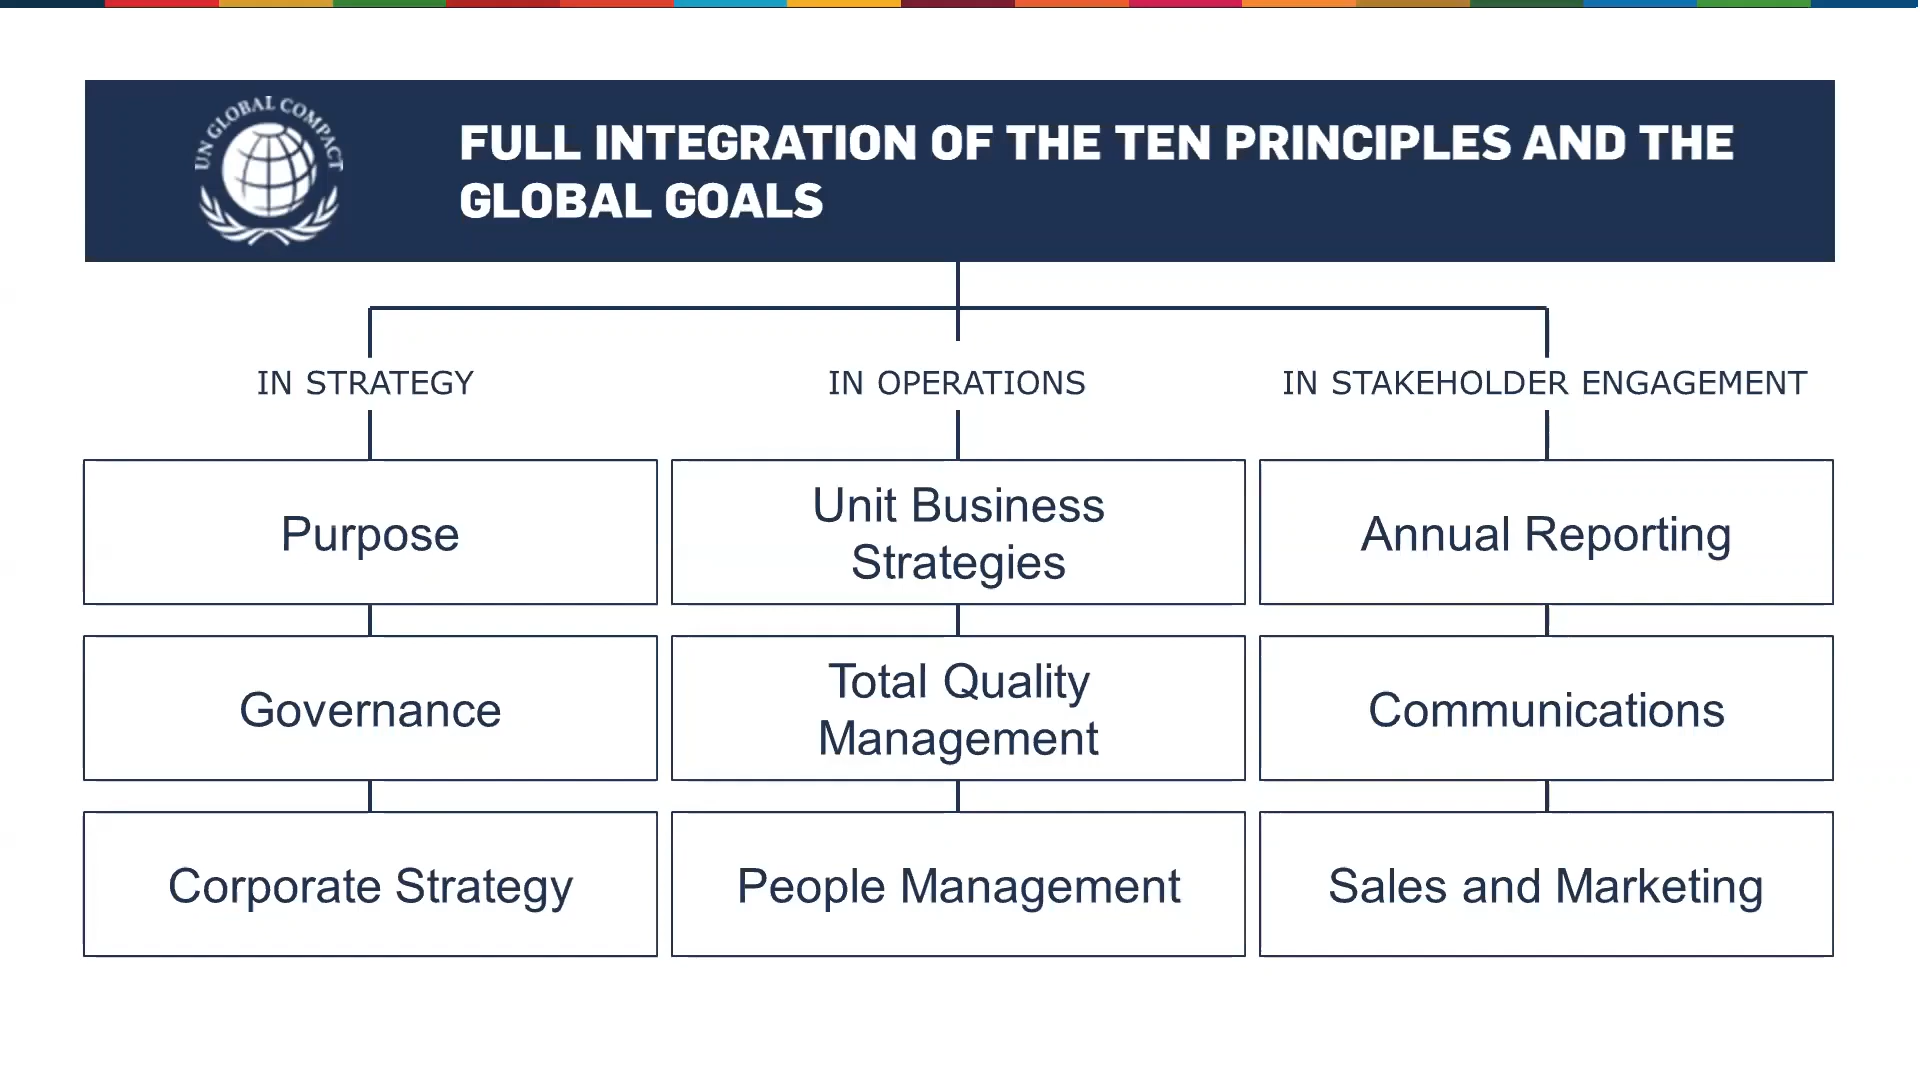 UN GLOBAL COMPACT
FULL INTEGRATION OF THE TEN PRINCIPLES AND THE
GLOBAL GOALS
IN STRATEGY
IN OPERATIONS
IN STAKEHOLDER ENGAGEMENT
Purpose
Unit Business
Strategies
Annual Reporting
Governance
Total Quality
Management
Communications
Corporate Strategy
People Management
Sales and Marketing